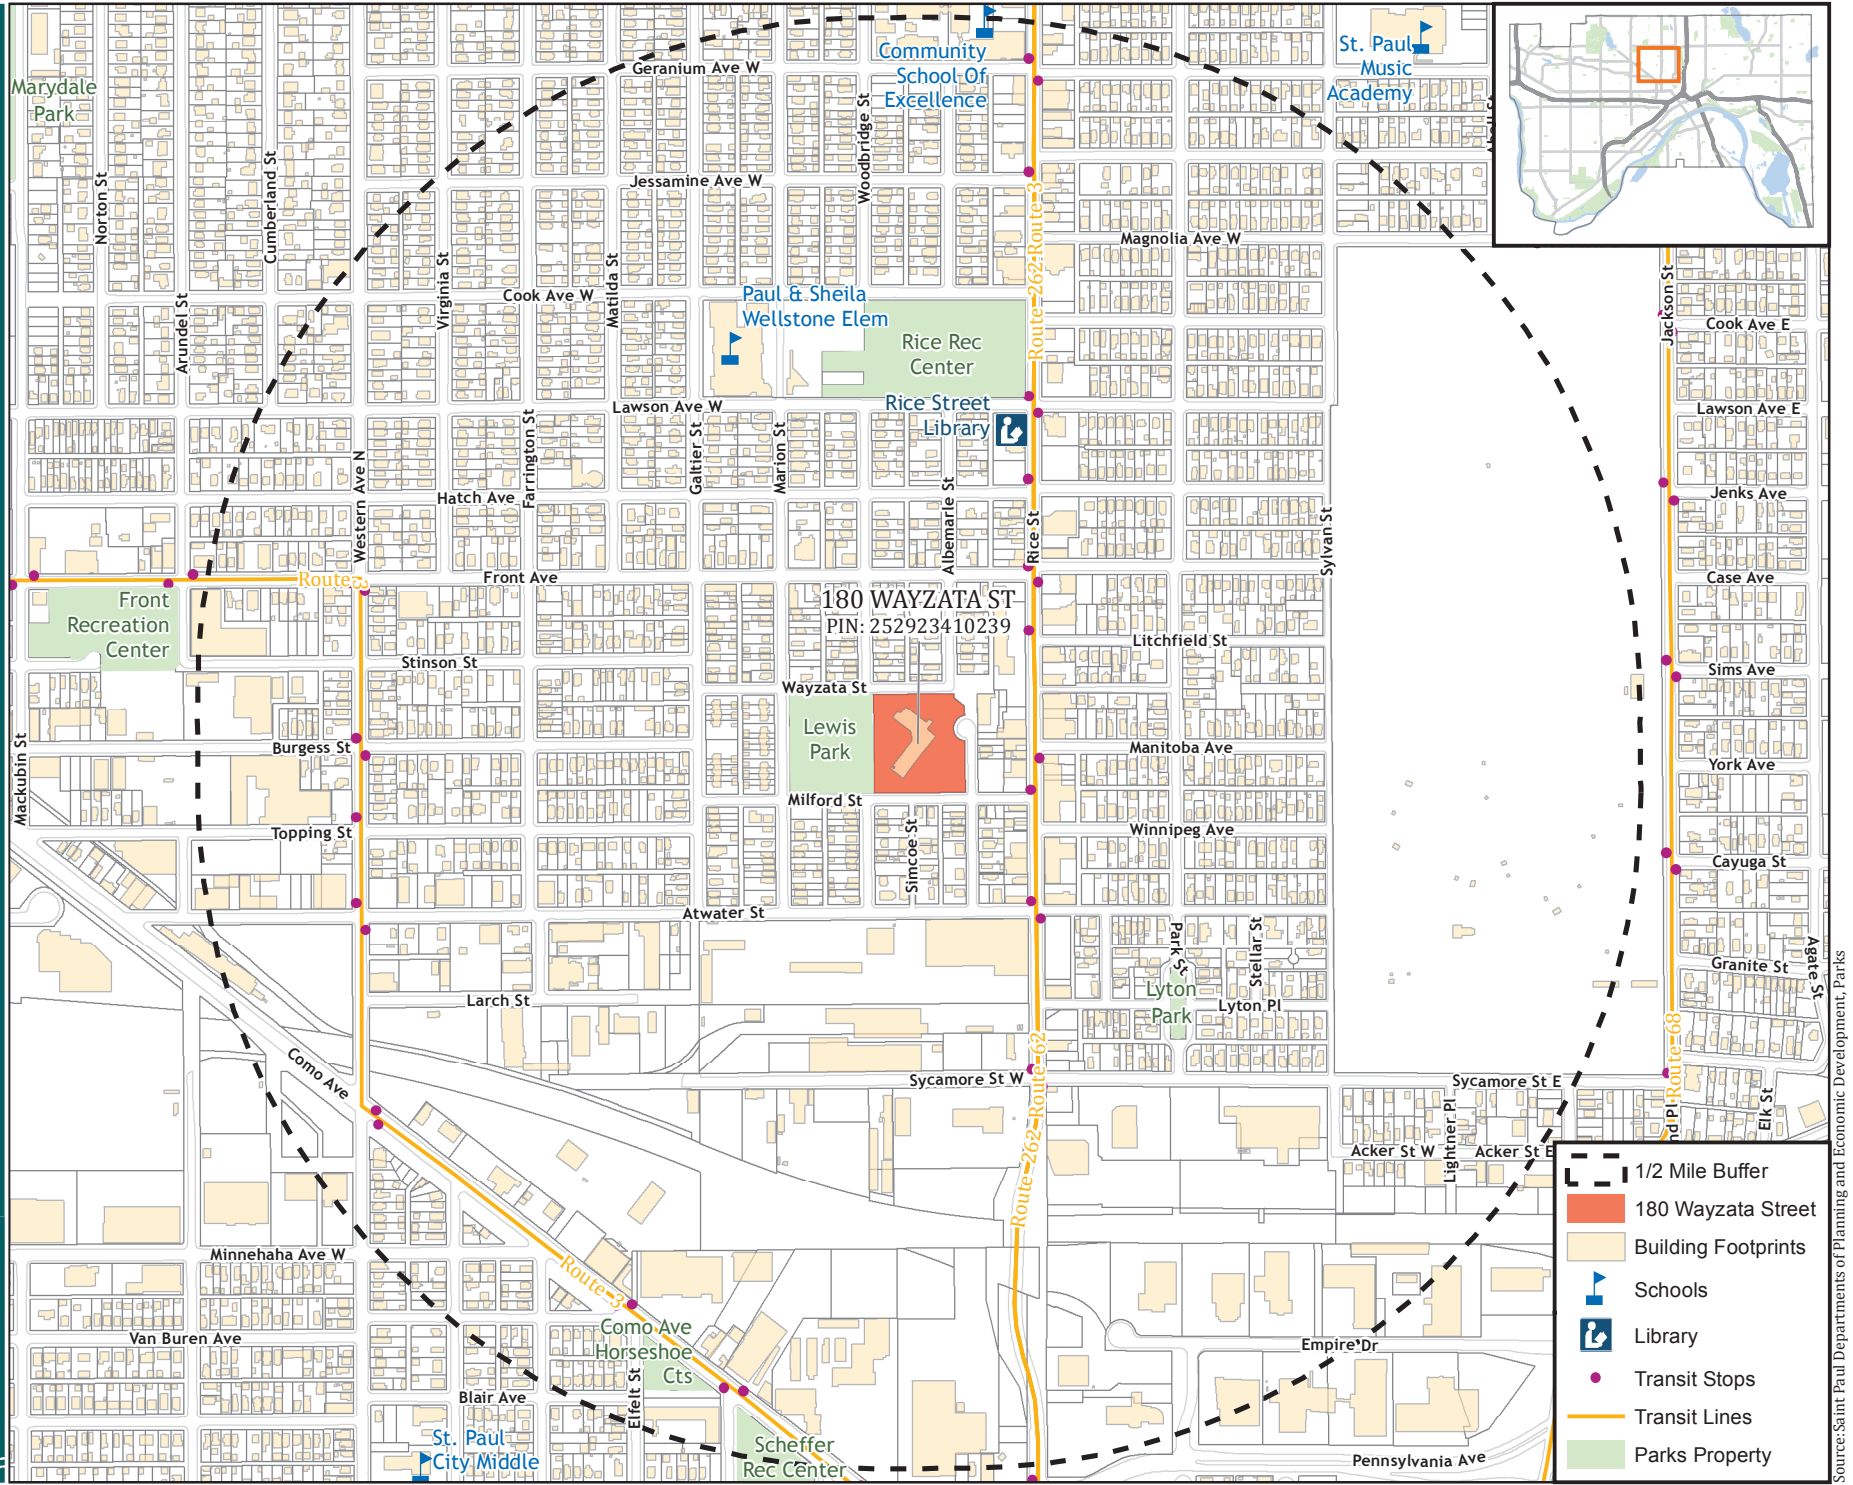 Community
School Of
Excellence
St. Paul
Music
Academy
Marydale
Park
Geranium Ave W
Woodbridge St
Jessamine Ave W
Norton St
Cumberland St
Route 3
Route 262
Magnolia Ave W
Virginia St
Matilda St
Cook Ave W
Arundel St
Paul & Sheila
Wellstone Elem
Rice Rec
Center
Jackson St
Cook Ave E
Lawson Ave W
Rice Street
Library
Lawson Ave E
Western Ave N
Hatch Ave
Farrington St
Galtier St
Marion St
Albemarle St
Rice St
Sylvan St
Jenks Ave
Route 3
Front Ave
Case Ave
Front
Recreation
Center
180 WAYZATA ST
PIN: 252923410239
Litchfield St
Stinson St
Sims Ave
Wayzata St
Lewis
Park
Mackubin St
Burgess St
Manitoba Ave
York Ave
Milford St
Topping St
Simcoe St
Winnipeg Ave
Cayuga St
Atwater St
Park St
Stellar St
Agate St
Granite St
Larch St
Lyton
Park
Lyton Pl
Como Ave
Route 62
Route 262
Route 262
Route 68
Sycamore St W
Sycamore St E
Lightner Pl
Elk St
nd Pl
Acker St W
Acker St E
Minnehaha Ave W
Route 3
Van Buren Ave
Como Ave
Horseshoe
Cts
Empire Dr
Blair Ave
Elfelt St
St. Paul
City Middle
Scheffer
Rec Center
Pennsylvania Ave
1/2 Mile Buffer
180 Wayzata Street
Building Footprints
Schools
Library
Transit Stops
Transit Lines
Parks Property
Source:Saint Paul Departments of Planning and Economic Development, Parks